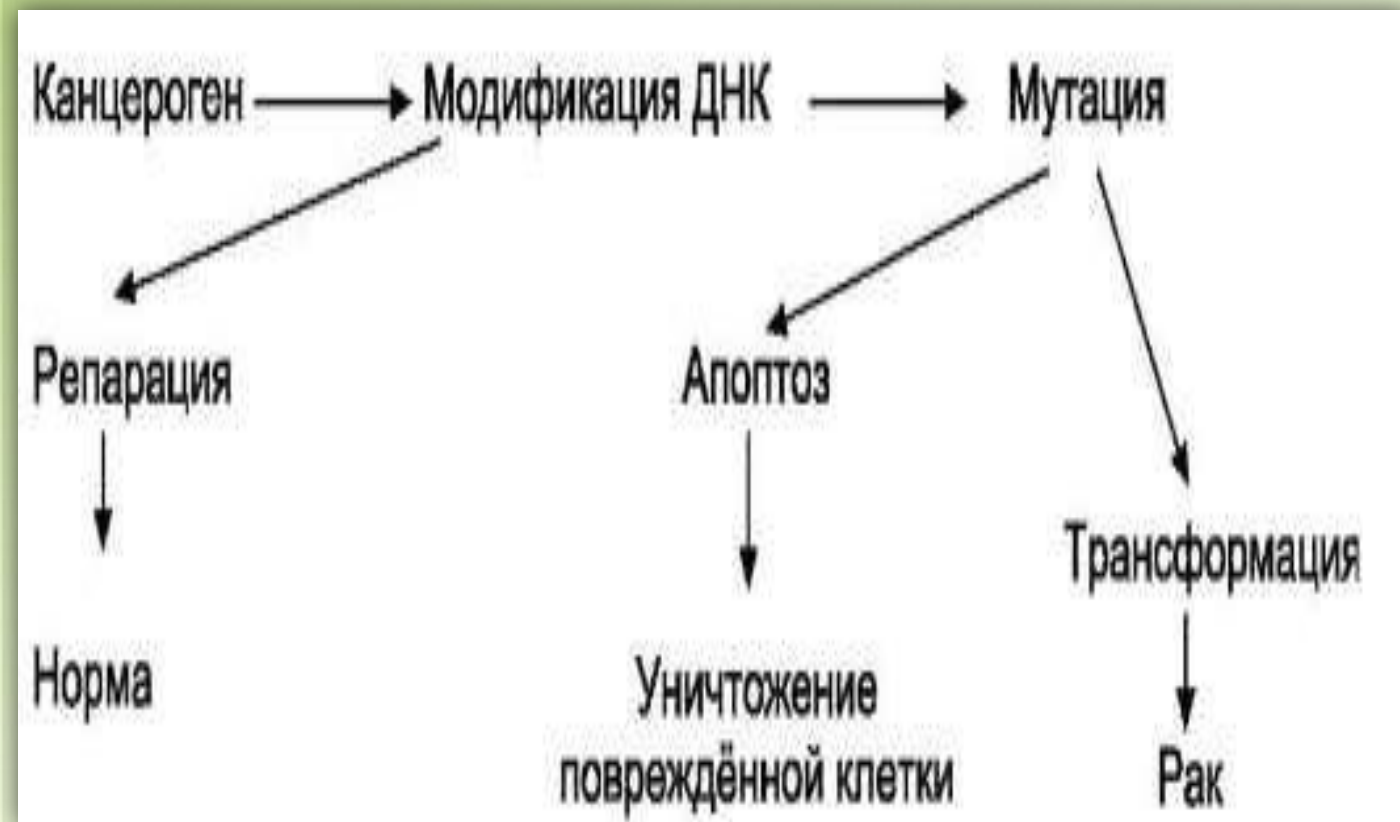 Канцероген
Модификация ДНК
Мутация
Репарация
Апоптоз
Трансформация
Норма
Уничтожение
повреждённой клетки
Рак